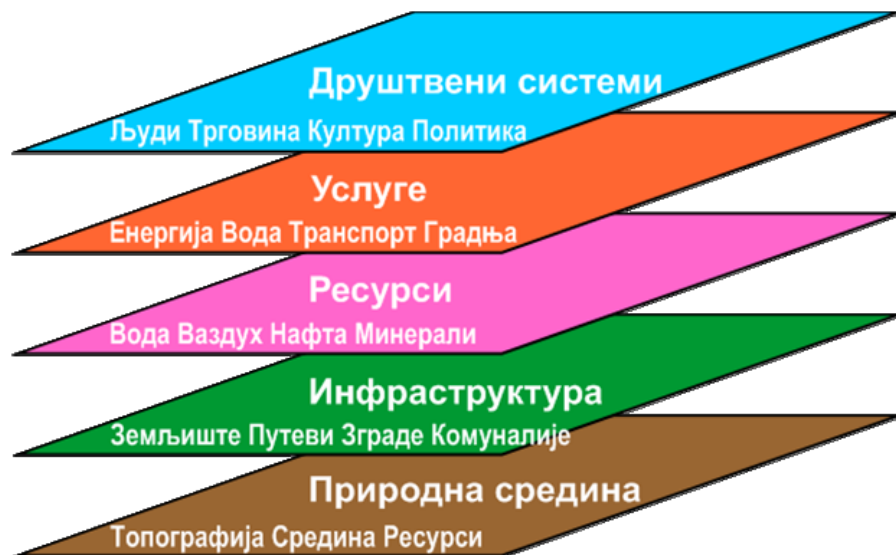 Друштвени системи
Људи Трговина Култура Политика
Услуге
Енергија Вода Транспорт Градња
Ресурси
Вода Ваздух Нафта Минерали
Инфраструктура
Земљиште Путеви Зграде Комуналије
Природна средина
Топографија Средина Ресурси